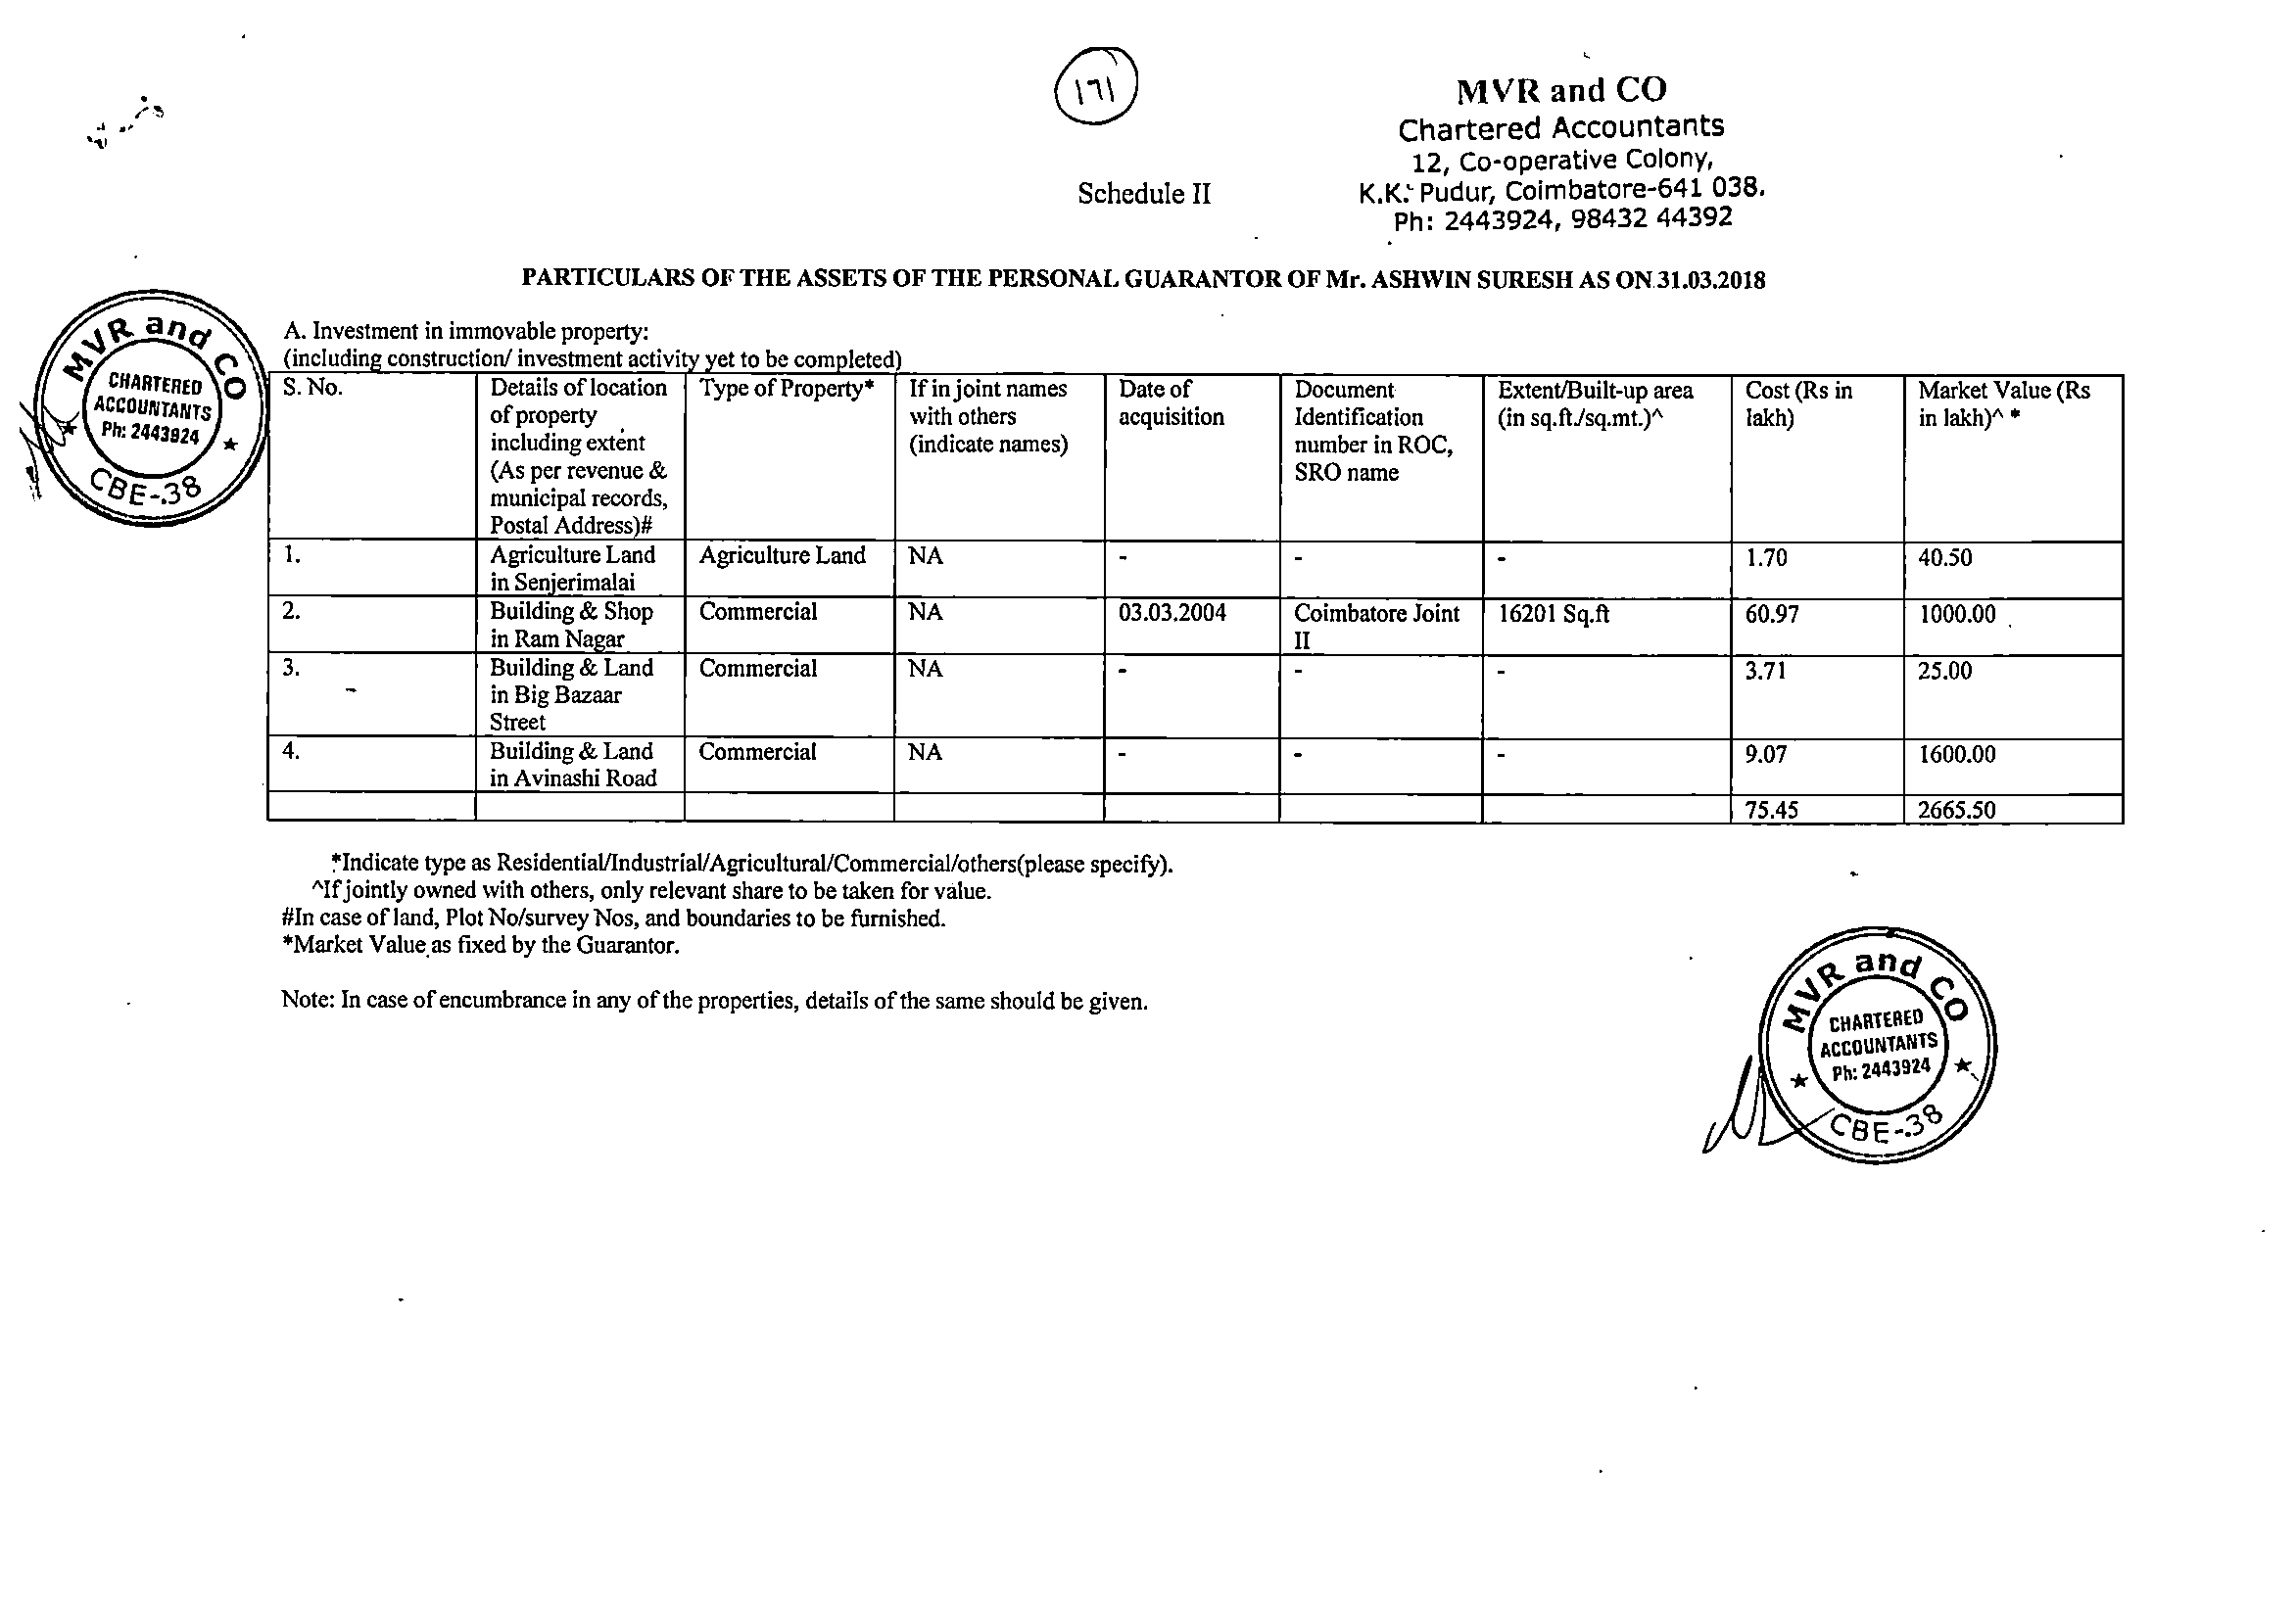 171
MVR and CO
Chartered Accountants
12, Co-operative Colony,
K.K. Pudur, Coimbatore-641 038.
Ph: 2443924, 98432 44392
Schedule II
PARTICULARS OF THE ASSETS OF THE PERSONAL GUARANTOR OF Mr. ASHWIN SURESH AS ON 31.03.2018
MVR and CO
CHARTERED
ACCOUNTANTS
Ph: 2443924
CBE-38
A. Investment in immovable property:
(including construction/ investment activity yet to be completed)
S. No. Details of location of property including extent (As per revenue & municipal records, Postal Address)# Type of Property* If in joint names with others (indicate names) Date of acquisition Document Identification number in ROC, SRO name Extent/Built-up area (in sq.ft./sq.mt.)^ Cost (Rs in lakh) Market Value (Rs in lakh)^ *
1. Agriculture Land in Senjerimalai Agriculture Land NA - - - 1.70 40.50
2. Building & Shop in Ram Nagar Commercial NA 03.03.2004 Coimbatore Joint II 16201 Sq.ft 60.97 1000.00
3. Building & Land in Big Bazaar Street Commercial NA - - - 3.71 25.00
4. Building & Land in Avinashi Road Commercial NA - - - 9.07 1600.00
75.45 2665.50
*Indicate type as Residential/Industrial/Agricultural/Commercial/others(please specify).
^If jointly owned with others, only relevant share to be taken for value.
#In case of land, Plot No/survey Nos, and boundaries to be furnished.
*Market Value as fixed by the Guarantor.
Note: In case of encumbrance in any of the properties, details of the same should be given.
MVR and CO
CHARTERED
ACCOUNTANTS
Ph: 2443924
CBE-38